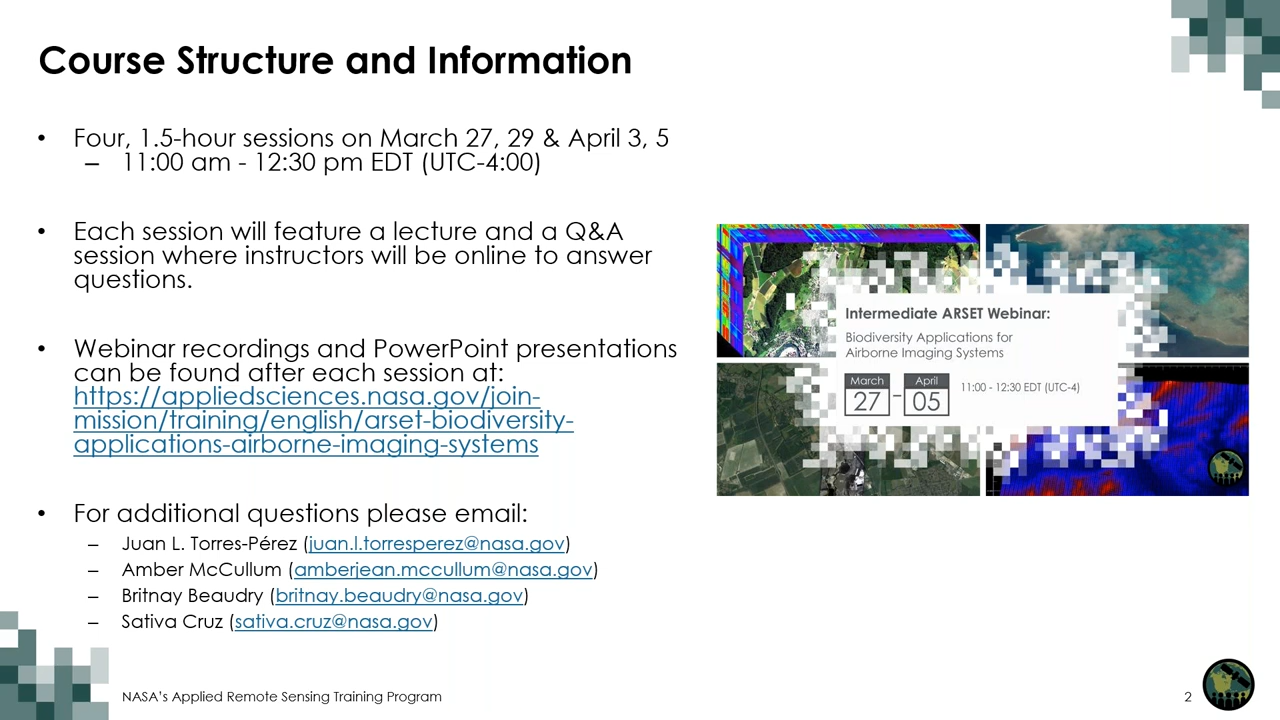 Course Structure and Information
• Four, 1.5-hour sessions on March 27, 29 & April 3, 5
– 11:00 am - 12:30 pm EDT (UTC-4:00)
• Each session will feature a lecture and a Q&A
session where instructors will be online to answer
questions.
• Webinar recordings and PowerPoint presentations
can be found after each session at:
https://appliedsciences.nasa.gov/join-
mission/training/english/arset-biodiversity-
applications-airborne-imaging-systems
• For additional questions please email:
– Juan L. Torres-Pérez (juan.l.torresperez@nasa.gov)
– Amber McCullum (amberjean.mccullum@nasa.gov)
– Britnay Beaudry (britnay.beaudry@nasa.gov)
– Sativa Cruz (sativa.cruz@nasa.gov)
Intermediate ARSET Webinar:
Biodiversity Applications for
Airborne Imaging Systems
March April
27 - 05 11:00 - 12:30 EDT (UTC-4)
NASA's Applied Remote Sensing Training Program
2